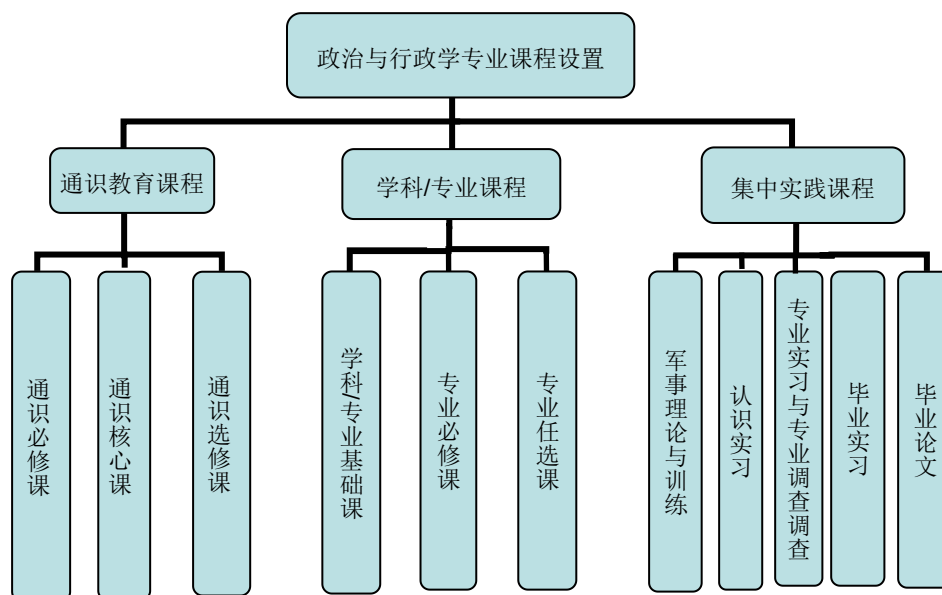 政治与行政学专业课程设置
通识教育课程
学科/专业课程
集中实践课程
通识必修课
通识核心课
通识选修课
学科/专业基础课
专业必修课
专业任选课
军事理论与训练
认识实习
专业实习与专业调查调查
毕业实习
毕业论文